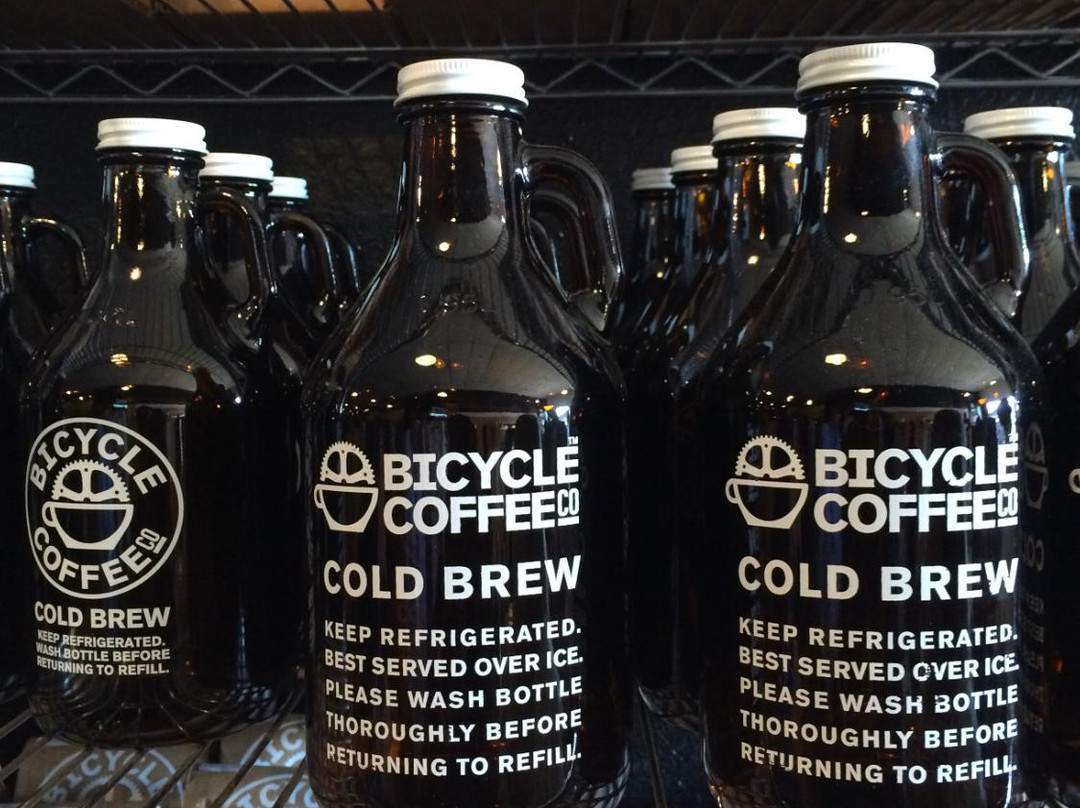 BICYCLE
COFFEE CO
COLD BREW
KEEP REFRIGERATED.
WASH BOTTLE BEFORE
RETURNING TO REFILL.
BICYCLE™
COFFEE CO
COLD BREW
KEEP REFRIGERATED.
BEST SERVED OVER ICE.
PLEASE WASH BOTTLE
THOROUGHLY BEFORE
RETURNING TO REFILL.
BICYCLE
COFFEE CO
COLD BREW
KEEP REFRIGERATED.
BEST SERVED OVER ICE.
PLEASE WASH BOTTLE
THOROUGHLY BEFORE
RETURNING TO REFILL.
BICYCLE